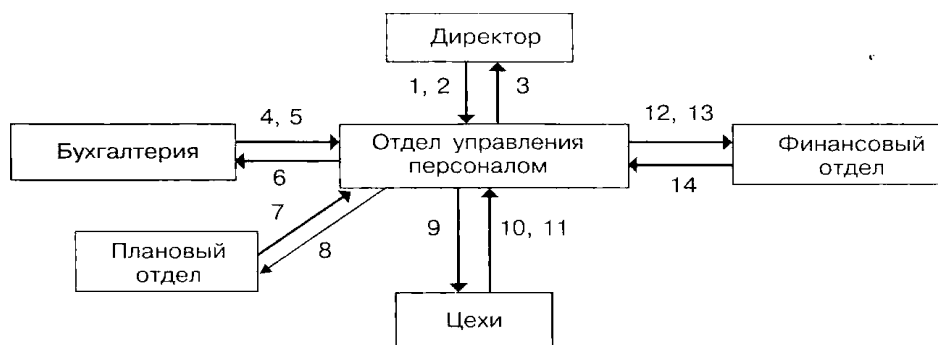 Директор
1, 2
3
4, 5
12, 13
Бухгалтерия
Отдел управления
персоналом
Финансовый
отдел
6
14
7
8
9
10, 11
Плановый
отдел
Цехи